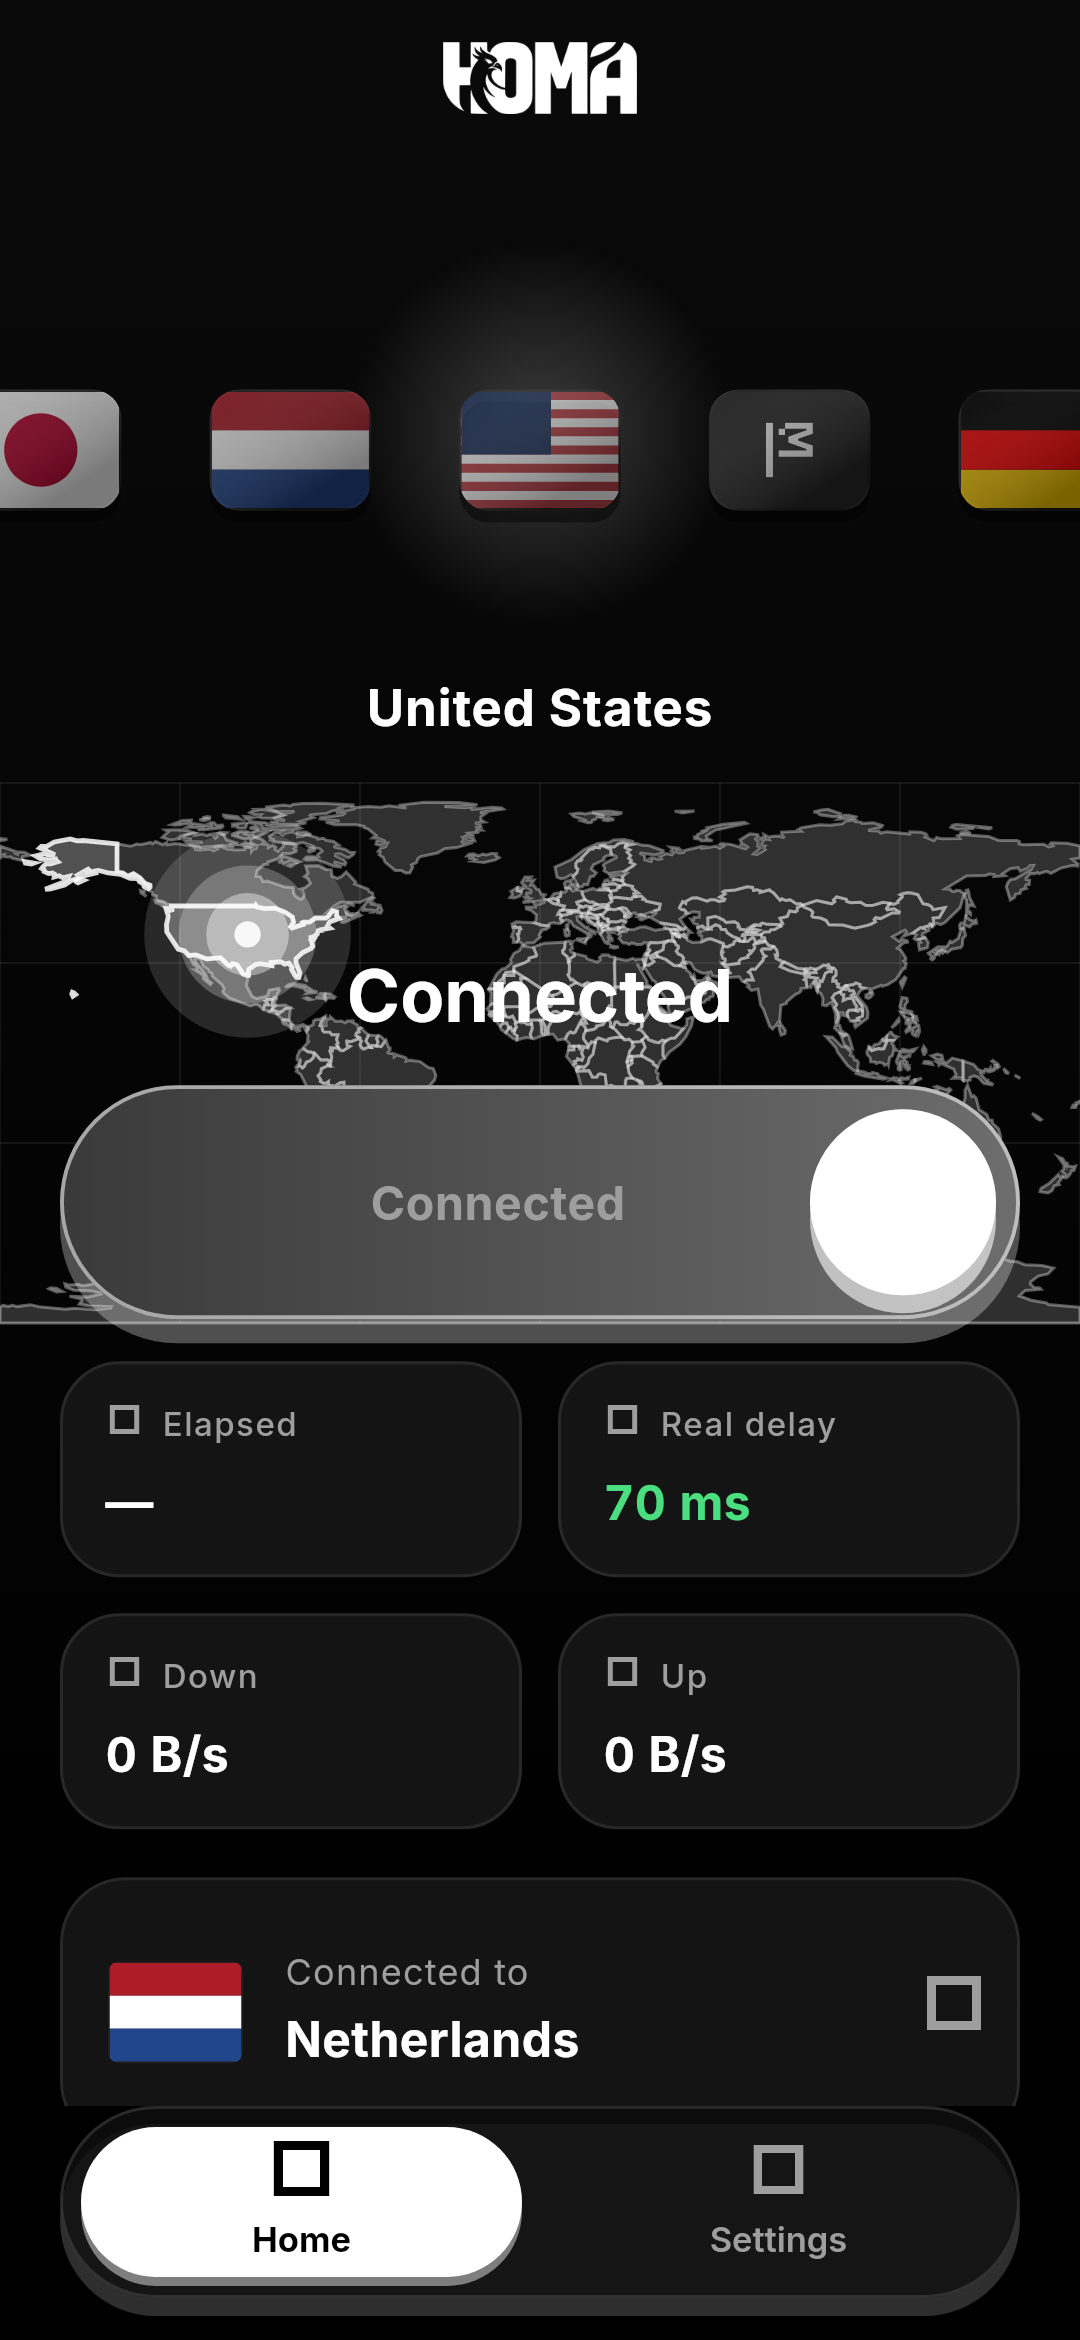 HOMA
United States
Connected
Connected
Elapsed
—
Real delay
70 ms
Down
0 B/s
Up
0 B/s
Connected to
Netherlands
Home
Settings